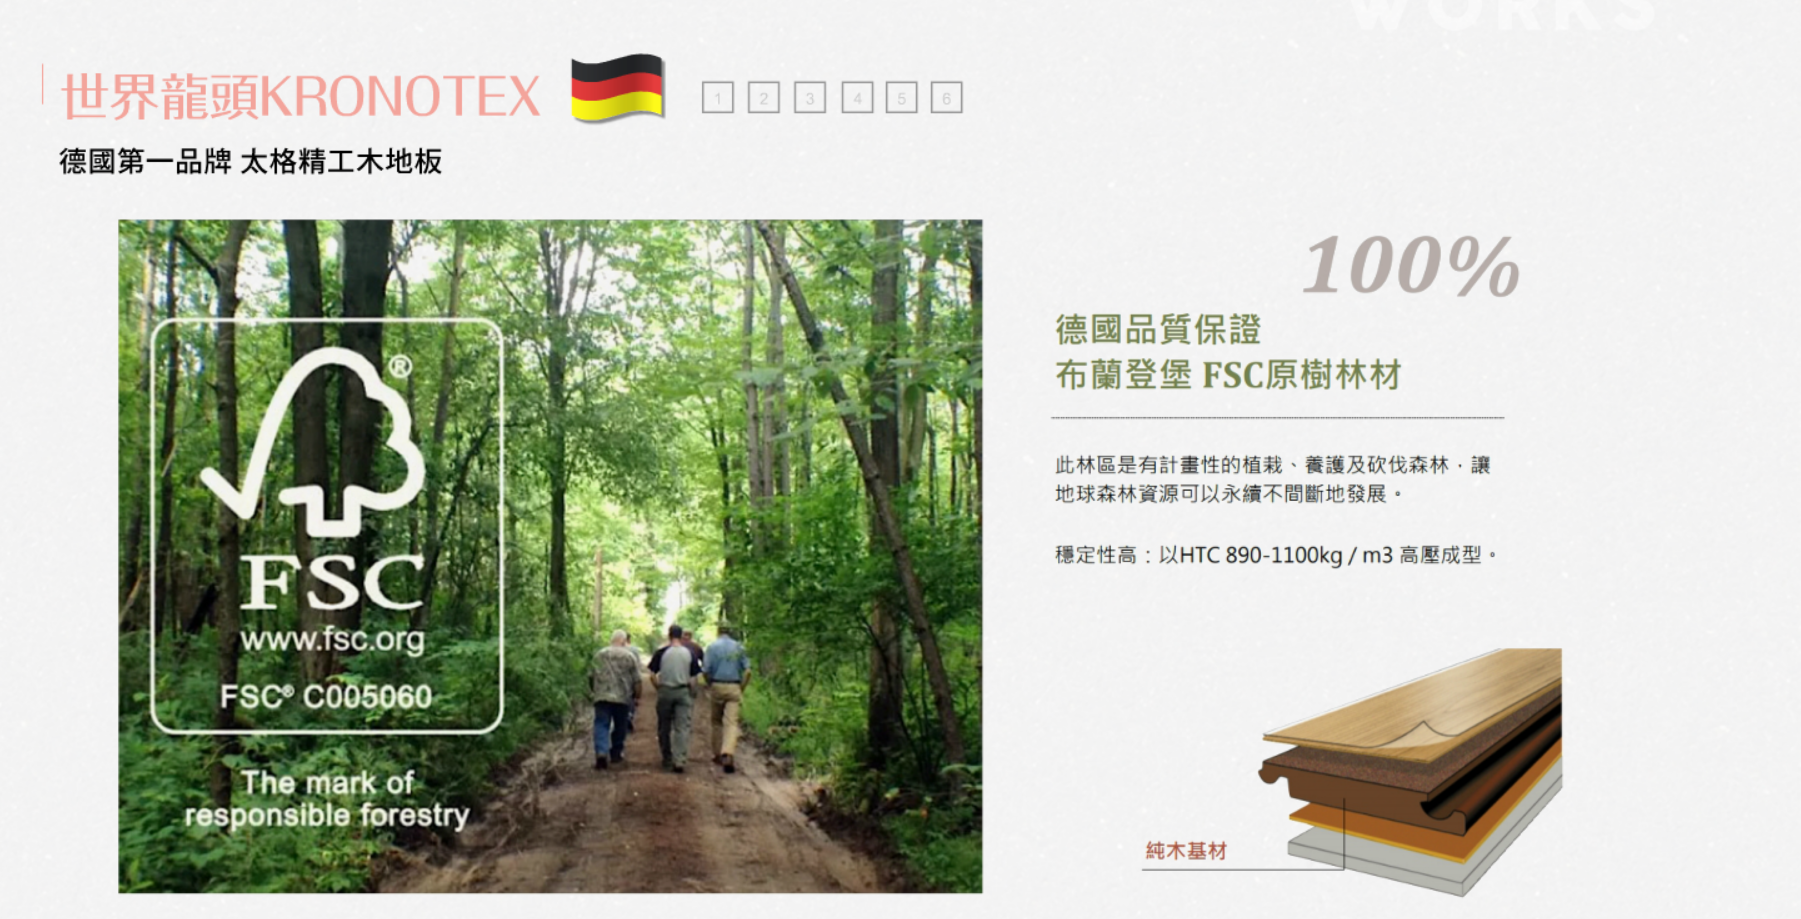 WORKS
世界龍頭KRONOTEX
1 2 3 4 5 6
德國第一品牌 太格精工木地板
100%
德國品質保證
布蘭登堡 FSC原樹林材
此林區是有計畫性的植栽、養護及砍伐森林，讓
地球森林資源可以永續不間斷地發展。
穩定性高：以HTC 890-1100kg / m3 高壓成型。
純木基材
®
FSC
www.fsc.org
FSC® C005060
The mark of
responsible forestry